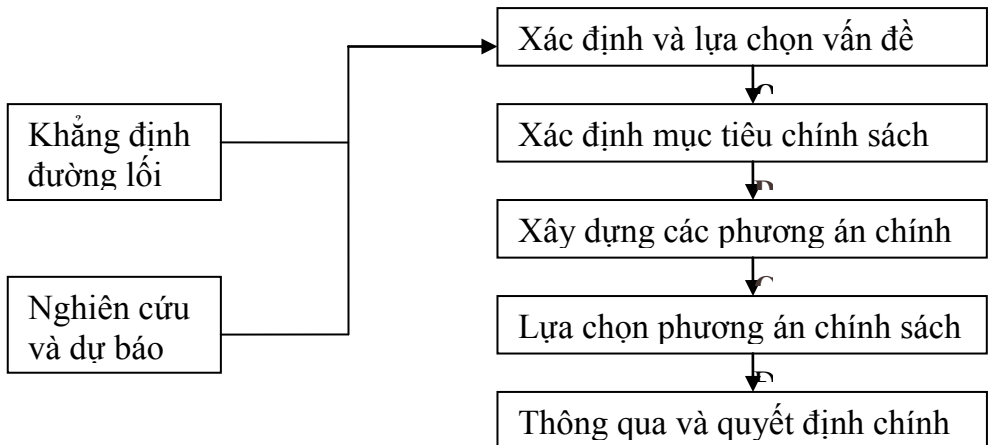 Xác định và lựa chọn vấn đề
Khẳng định
đường lối
Xác định mục tiêu chính sách
Xây dựng các phương án chính
Nghiên cứu
và dự báo
Lựa chọn phương án chính sách
Thông qua và quyết định chính